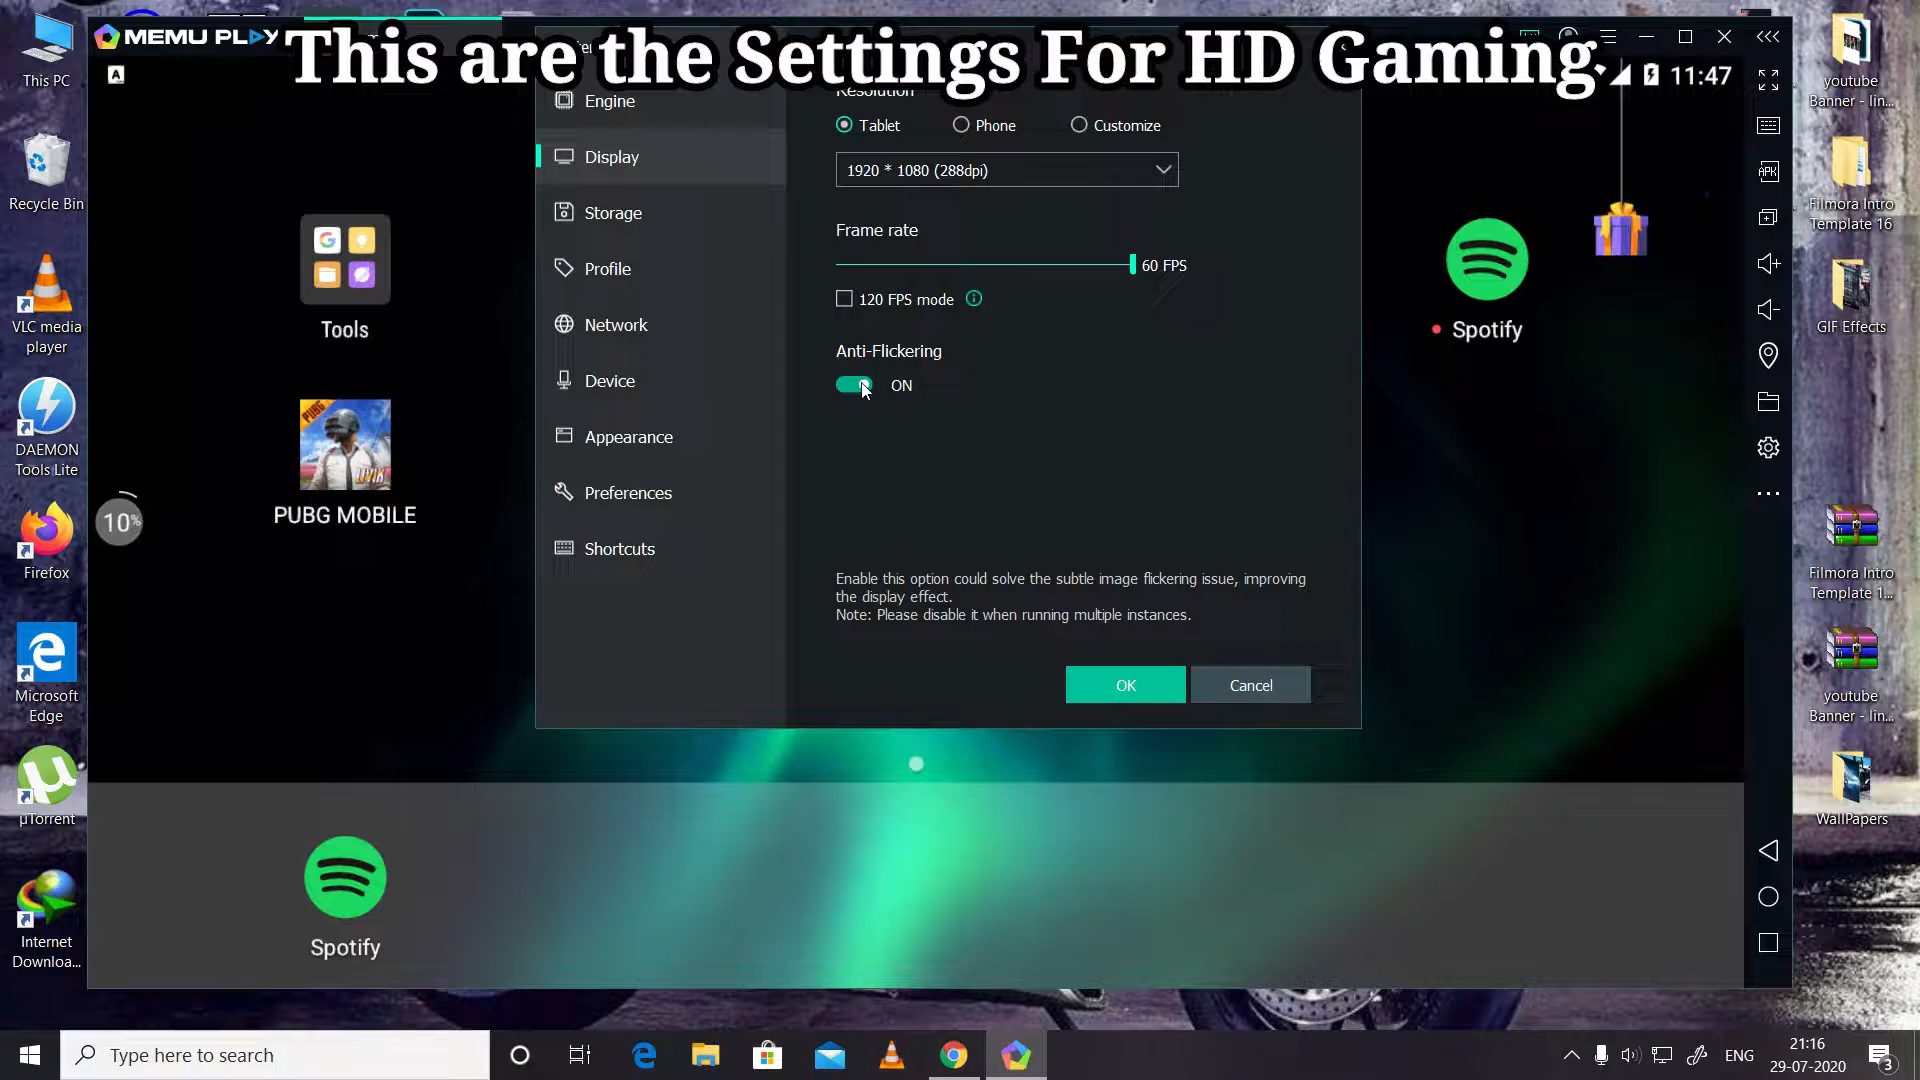 This are the Settings For HD Gaming.
MEMU PLAY
A
11:47
This PC
Recycle Bin
VLC media
player
DAEMON
Tools Lite
Firefox
Microsoft
Edge
µTorrent
Internet
Downloa...
Tools
PUBG MOBILE
10%
Engine
Display
Storage
Profile
Network
Device
Appearance
Preferences
Shortcuts
Resolution
Tablet
Phone
Customize
1920 * 1080 (288dpi)
Frame rate
60 FPS
120 FPS mode
Anti-Flickering
ON
Enable this option could solve the subtle image flickering issue, improving
the display effect.
Note: Please disable it when running multiple instances.
OK
Cancel
Spotify
Spotify
APK
youtube
Banner - lin...
Filmora Intro
Template 16
GIF Effects
Filmora Intro
Template 1...
youtube
Banner - lin...
WallPapers
Type here to search
ENG
21:16
29-07-2020
3